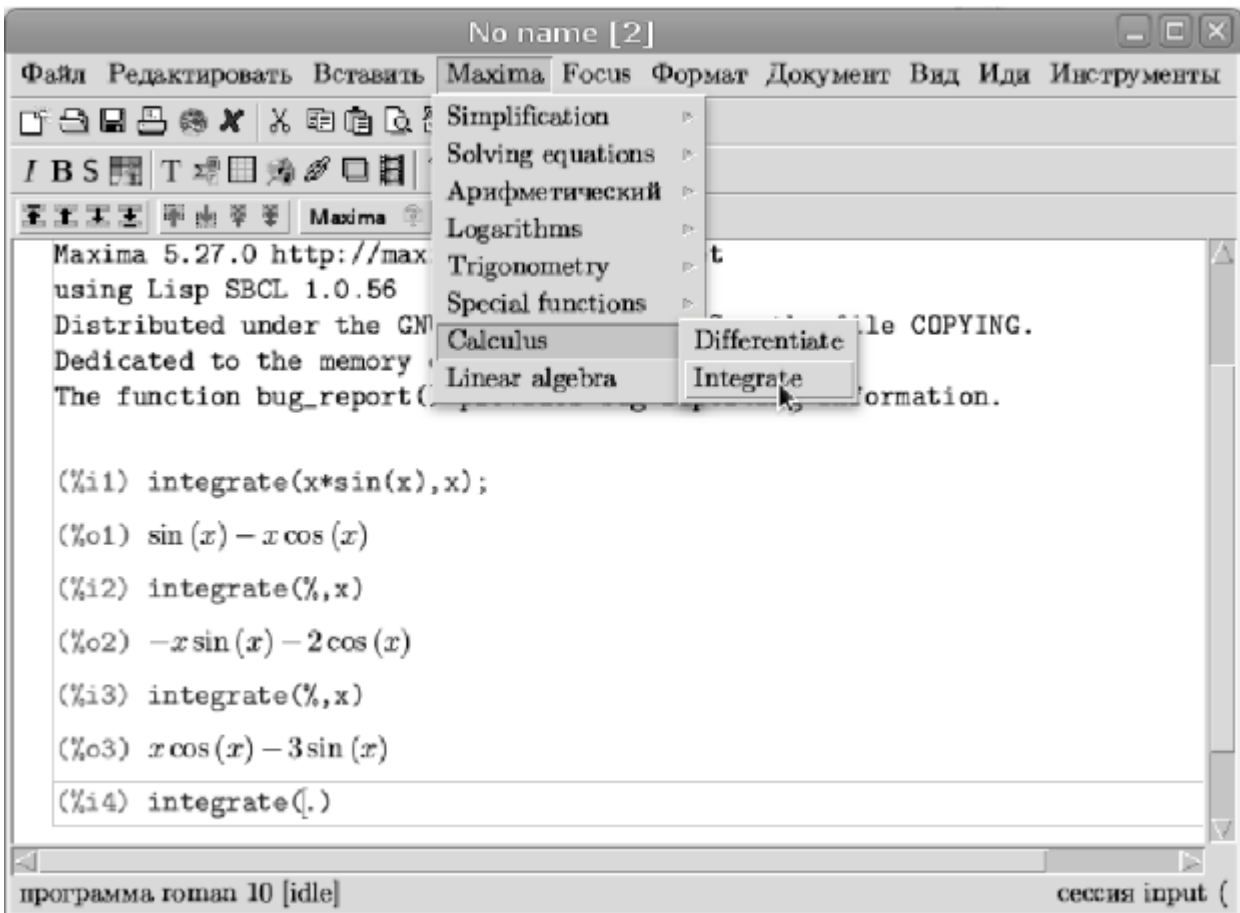 No name [2]
Файл Редактировать Вставить Maxima Focus Формат Документ Вид Иди Инструменты
Simplification
Solving equations
I B S T
Арифметический
Maxima
Logarithms
Maxima 5.27.0 http://max t
Trigonometry
using Lisp SBCL 1.0.56
Special functions
Distributed under the file COPYING.
Calculus Differentiate
Dedicated to the memory
Linear algebra Integrate
The function bug_report( information.
(%i1) integrate(x*sin(x),x);
(%o1) sin (x) − x cos (x)
(%i2) integrate(%,x)
(%o2) −x sin (x) − 2 cos (x)
(%i3) integrate(%,x)
(%o3) x cos (x) − 3 sin (x)
(%i4) integrate(.)
программа roman 10 [idle] сессия input (